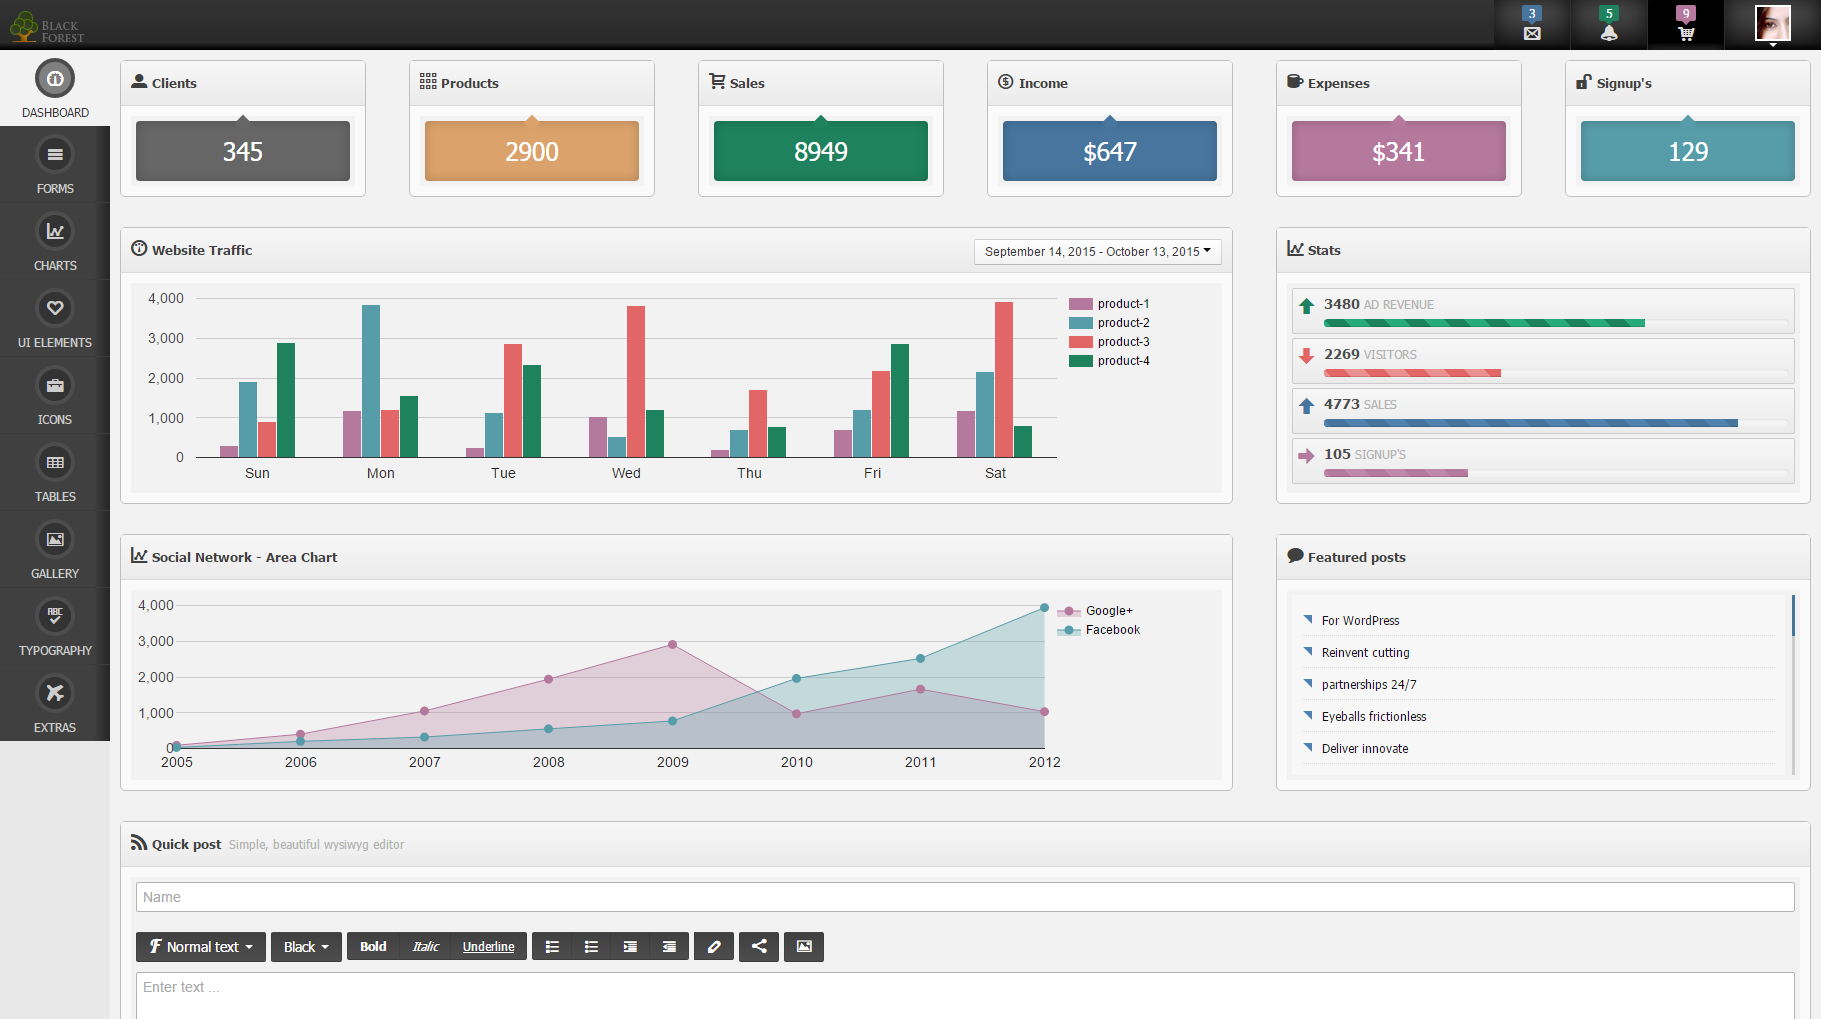 BLACK
FOREST
3
5
9
DASHBOARD
FORMS
CHARTS
UI ELEMENTS
ICONS
TABLES
GALLERY
ABC
TYPOGRAPHY
EXTRAS
Clients
345
Products
2900
Sales
8949
Income
$647
Expenses
$341
Signup's
129
Website Traffic
September 14, 2015 - October 13, 2015
4,000
3,000
2,000
1,000
0
Sun Mon Tue Wed Thu Fri Sat
product-1
product-2
product-3
product-4
Stats
3480 AD REVENUE
2269 VISITORS
4773 SALES
105 SIGNUP'S
Social Network - Area Chart
4,000
3,000
2,000
1,000
0
2005 2006 2007 2008 2009 2010 2011 2012
Google+
Facebook
Featured posts
For WordPress
Reinvent cutting
partnerships 24/7
Eyeballs frictionless
Deliver innovate
Quick post Simple, beautiful wysiwyg editor
Name
Normal text Black Bold Italic Underline
Enter text ...